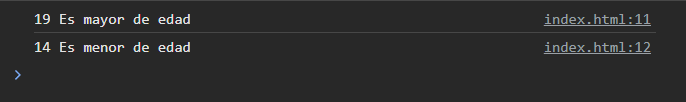 19 Es mayor de edad index.html:11
14 Es menor de edad index.html:12